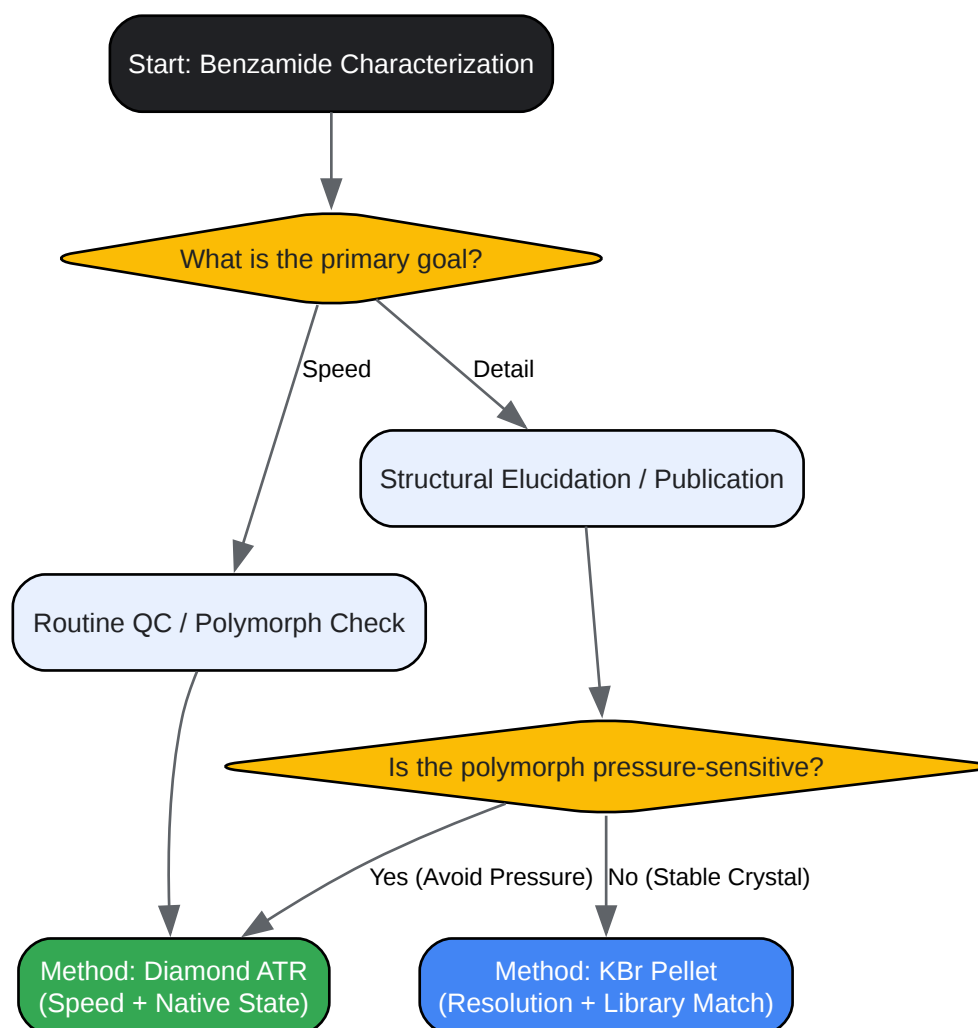 Start: Benzamide Characterization
What is the primary goal?
Speed
Detail
Structural Elucidation / Publication
Routine QC / Polymorph Check
Is the polymorph pressure-sensitive?
Yes (Avoid Pressure)
No (Stable Crystal)
Method: Diamond ATR
(Speed + Native State)
Method: KBr Pellet
(Resolution + Library Match)